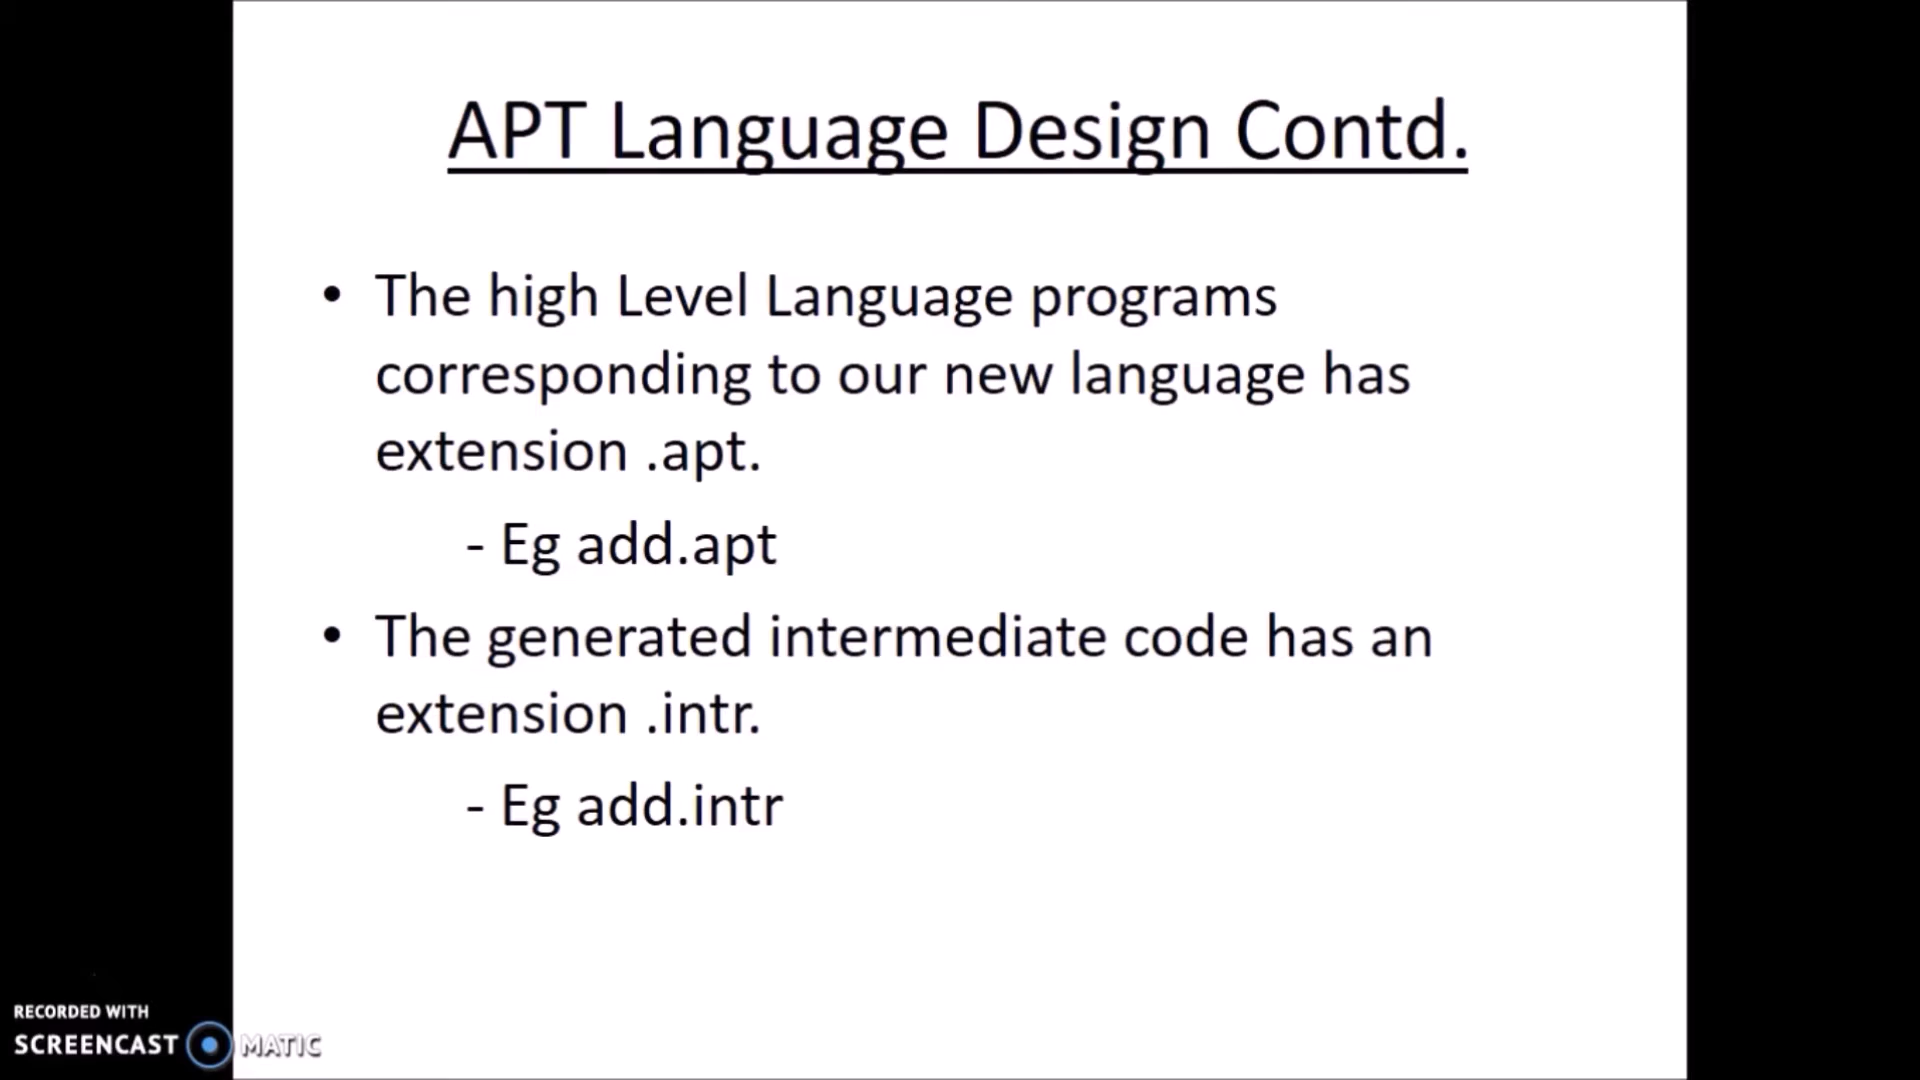 APT Language Design Contd.
• The high Level Language programs
corresponding to our new language has
extension .apt.
- Eg add.apt
• The generated intermediate code has an
extension .intr.
- Eg add.intr
RECORDED WITH
SCREENCAST MATIC